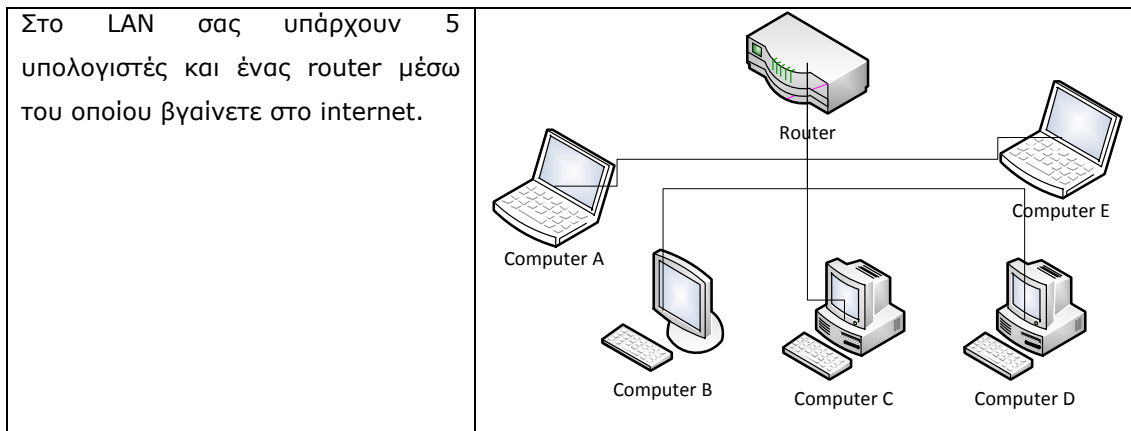 Στο LAN σας υπάρχουν 5
υπολογιστές και ένας router μέσω
του οποίου βγαίνετε στο internet.
Router
Computer E
Computer A
Computer B
Computer C
Computer D